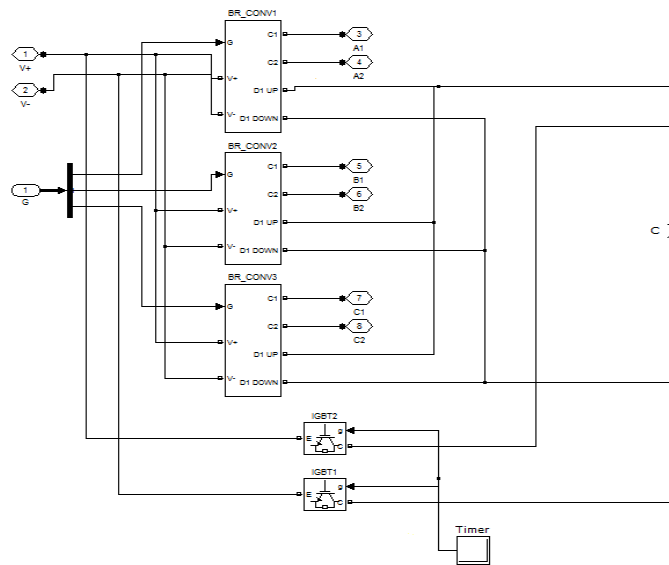 BR_CONV1
G
V+
V-
C1
C2
D1 UP
D1 DOWN
3
A1
4
A2
1
V+
2
V-
BR_CONV2
G
V+
V-
C1
C2
D1 UP
D1 DOWN
5
B1
6
B2
1
G
C
BR_CONV3
G
V+
V-
C1
C2
D1 UP
D1 DOWN
7
C1
8
C2
IGBT2
E
g
C
IGBT1
E
g
C
Timer